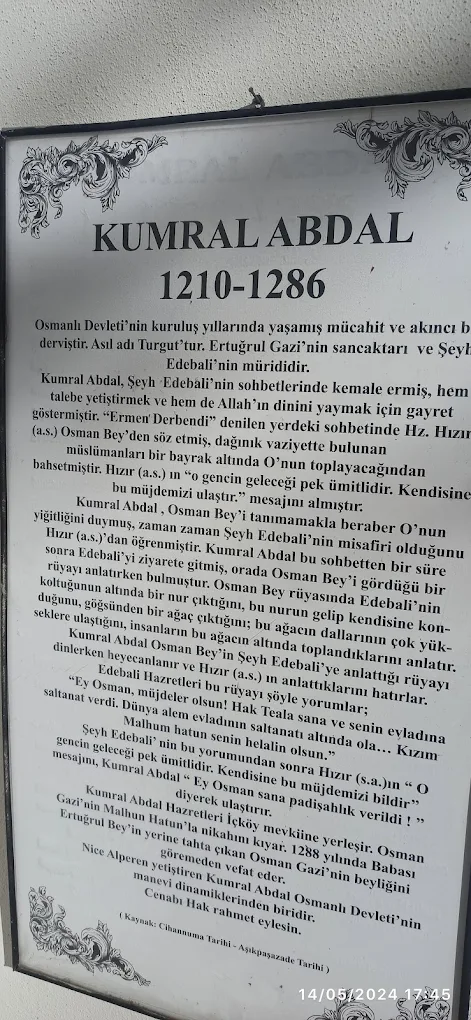 KUMRAL ABDAL
1210-1286
Osmanlı Devleti’nin kuruluş yıllarında yaşamış mücahit ve akıncı b
derviştir. Asıl adı Turgut’tur. Ertuğrul Gazi’nin sancaktarı ve Şeyh
Edebali’nin mürididir.
Kumral Abdal, Şeyh Edebali’nin sohbetlerinde kemale ermiş, hem
talebe yetiştirmek ve hem de Allah’ın dinini yaymak için gayret
göstermiştir. “Ermen Derbendi” denilen yerdeki sohbetinde Hz. Hızır
(a.s.) Osman Bey’den söz etmiş, dağınık vaziyette bulunan
müslümanları bir bayrak altında O’nun toplayacağından
bahsetmiştir. Hızır (a.s.) ın “o gencin geleceği pek ümitlidir. Kendisine
bu müjdemizi ulaştır.” mesajını almıştır.
Kumral Abdal , Osman Bey’i tanımamakla beraber O’nun
yiğitliğini duymuş, zaman zaman Şeyh Edebali’nin misafiri olduğunu
Hızır (a.s.)’dan öğrenmiştir. Kumral Abdal bu sohbetten bir süre
sonra Edebali’yi ziyarete gitmiş, orada Osman Bey’i gördüğü bir
rüyayı anlatırken bulmuştur. Osman Bey rüyasında Edebali’nin
koltuğunun altında bir nur çıktığını, bu nurun gelip kendisine kon-
duğunu, göğsünden bir ağaç çıktığını; bu ağacın dallarının çok yük-
seklere ulaştığını, insanların bu ağacın altında toplandıklarını anlatır.
Kumral Abdal Osman Bey’in Şeyh Edebali’ye anlattığı rüyayı
dinlerken heyecanlanır ve Hızır (a.s.) ın anlattıklarını hatırlar.
Edebali Hazretleri bu rüyayı şöyle yorumlar;
“Ey Osman, müjdeler olsun! Hak Teala sana ve senin evladına
saltanat verdi. Dünya alem evladının saltanatı altında ola… Kızım
Malhum hatun senin helalin olsun.”
Şeyh Edebali’ nin bu yorumundan sonra Hızır (s.a.)ın “ O
gencin geleceği pek ümitlidir. Kendisine bu müjdemizi bildir”
mesajını, Kumral Abdal “ Ey Osman sana padişahlık verildi ! ”
diyerek ulaştırır.
Kumral Abdal Hazretleri İçköy mevkiine yerleşir. Osman
Gazi’nin Malhun Hatun’la nikahını kıyar. 1288 yılında Babası
Ertuğrul Bey’in yerine tahta çıkan Osman Gazi’nin beyliğini
göremeden vefat eder.
Nice Alperen yetiştiren Kumral Abdal Osmanlı Devleti’nin
manevi dinamiklerinden biridir.
Cenabı Hak rahmet eylesin.
( Kaynak: Cihannuma Tarihi - Aşıkpaşazade Tarihi )
14/05/2024 17:45